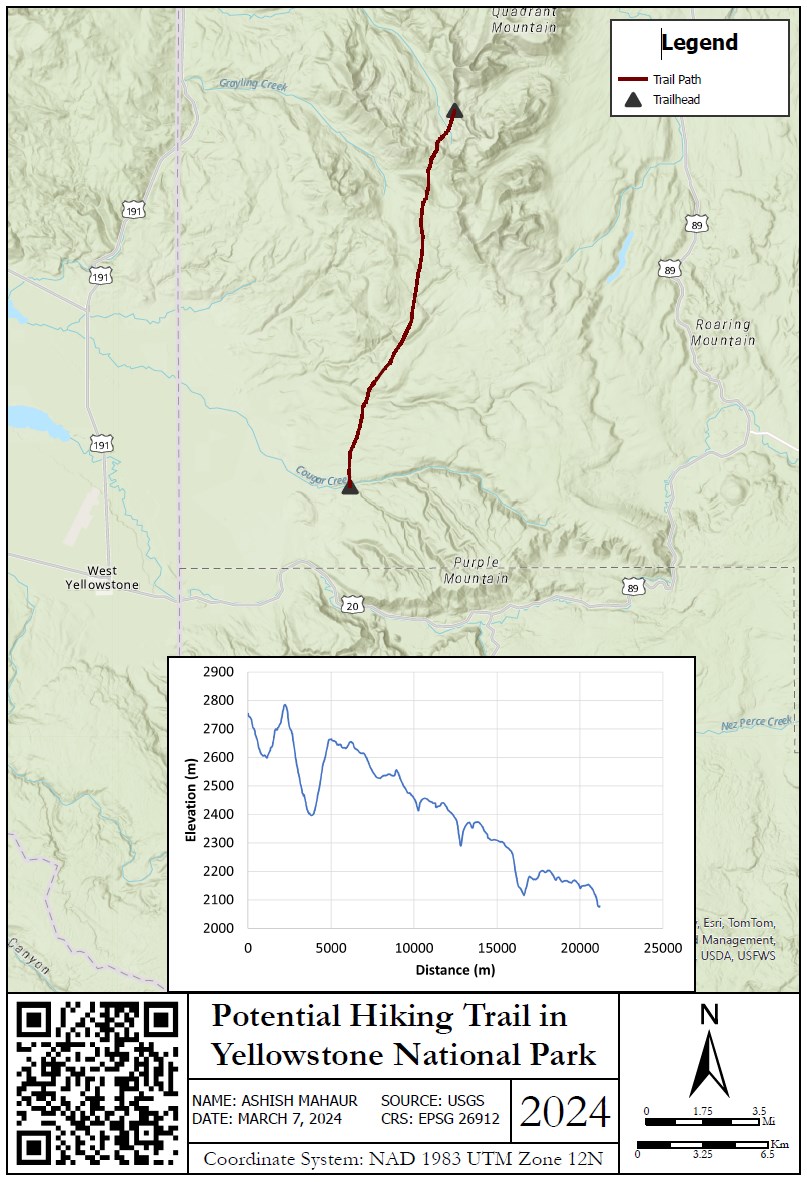 Quadrant
Mountain
Legend
Trail Path
Trailhead
Grayling Creek
191
89
191
89
Roaring
Mountain
191
Cougar Cree
West
Yellowstone
Purple
Mountain
20
89
Nez Perce Creek
Canyon
, Esri, TomTom,
d Management,
USDA, USFWS
2900
2800
2700
2600
2500
2400
2300
2200
2100
2000
Elevation (m)
0 5000 10000 15000 20000 25000
Distance (m)
Potential Hiking Trail in
Yellowstone National Park
NAME: ASHISH MAHAUR SOURCE: USGS
DATE: MARCH 7, 2024 CRS: EPSG 26912
2024
Coordinate System: NAD 1983 UTM Zone 12N
N
0 1.75 3.5
Mi
Km
0 3.25 6.5